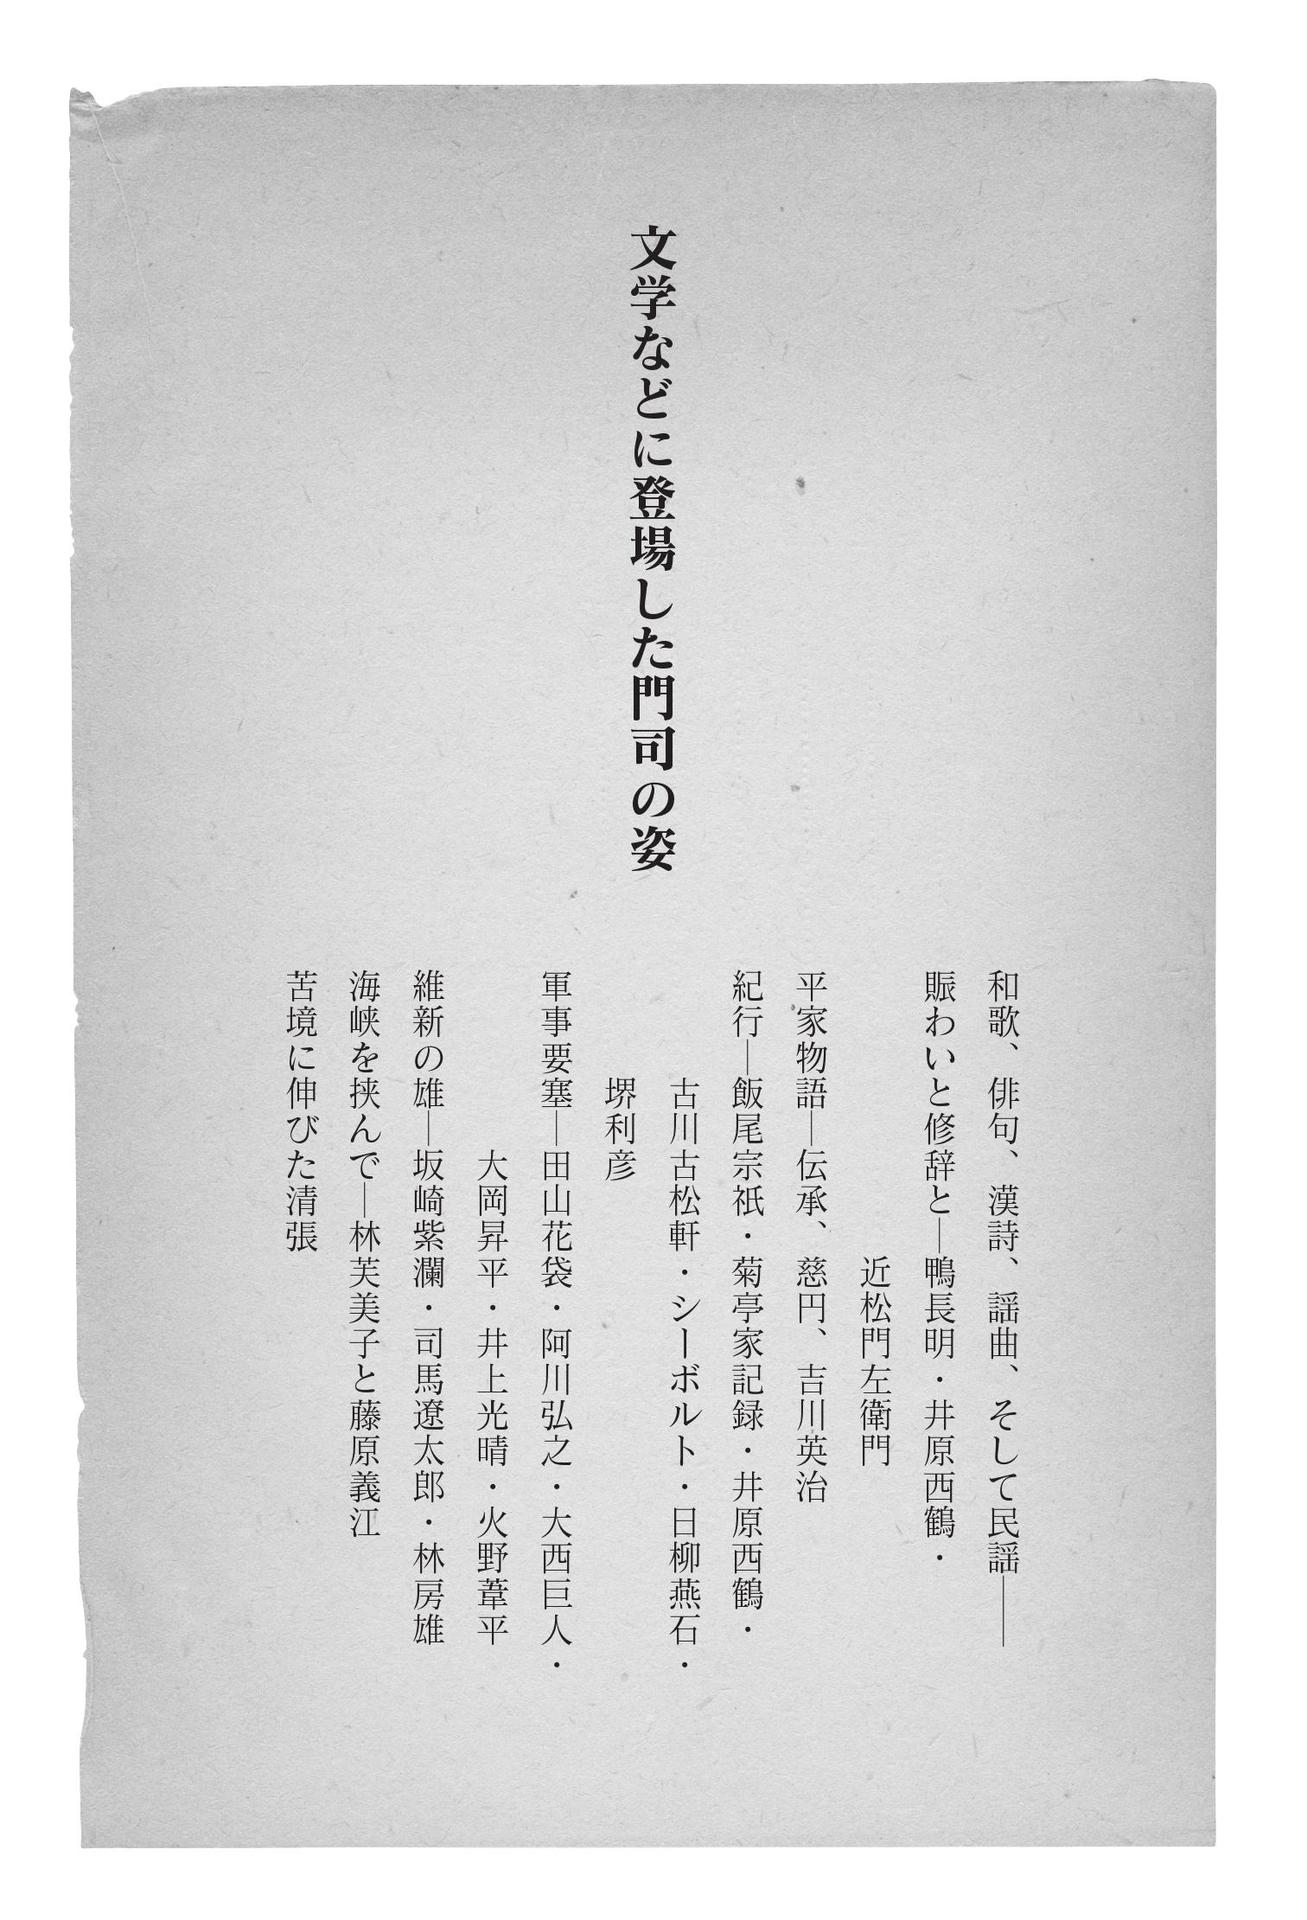 文学などに登場した門司の姿
和歌、俳句、漢詩、謡曲、そして民謡――
賑わいと修辞と―鴨長明・井原西鶴・
近松門左衛門
平家物語―伝承、慈円、吉川英治
紀行―飯尾宗祇・菊亭家記録・井原西鶴・
古川古松軒・シーボルト・日柳燕石・
堺利彦
軍事要塞―田山花袋・阿川弘之・大西巨人・
大岡昇平・井上光晴・火野葦平
維新の雄―坂崎紫瀾・司馬遼太郎・林房雄
海峡を挟んで―林芙美子と藤原義江
苦境に伸びた清張